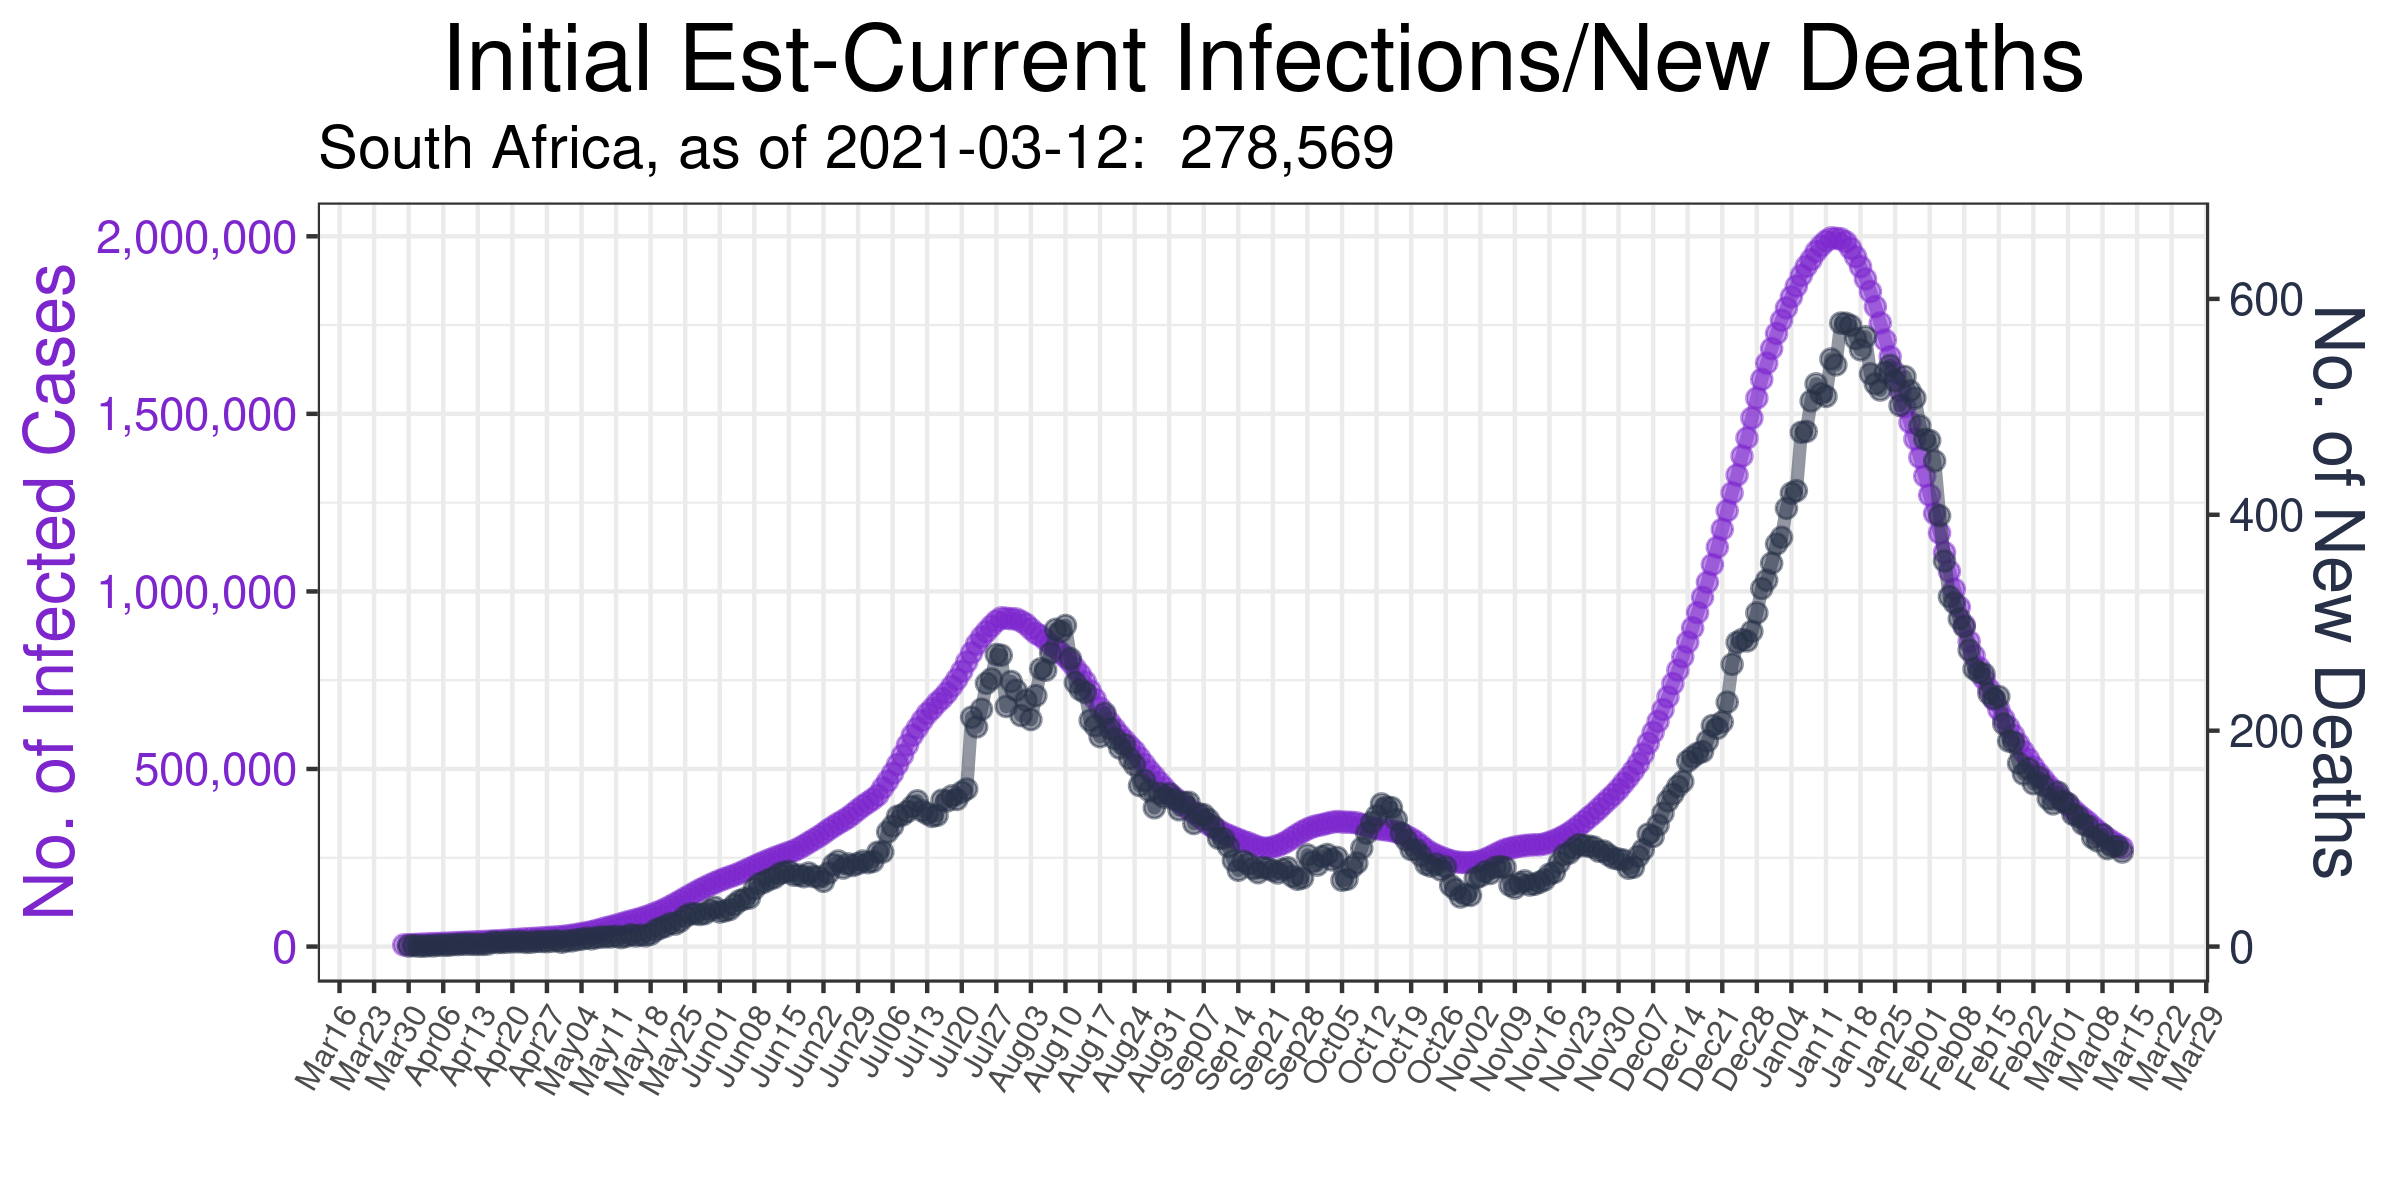 Initial Est-Current Infections/New Deaths
South Africa, as of 2021-03-12:  278,569
No. of Infected Cases
2,000,000
1,500,000
1,000,000
500,000
0
600
400
200
0
No. of New Deaths
Mar16
Mar23
Mar30
Apr06
Apr13
Apr20
Apr27
May04
May11
May18
May25
Jun01
Jun08
Jun15
Jun22
Jun29
Jul06
Jul13
Jul20
Jul27
Aug03
Aug10
Aug17
Aug24
Aug31
Sep07
Sep14
Sep21
Sep28
Oct05
Oct12
Oct19
Oct26
Nov02
Nov09
Nov16
Nov23
Nov30
Dec07
Dec14
Dec21
Dec28
Jan04
Jan11
Jan18
Jan25
Feb01
Feb08
Feb15
Feb22
Mar01
Mar08
Mar15
Mar22
Mar29